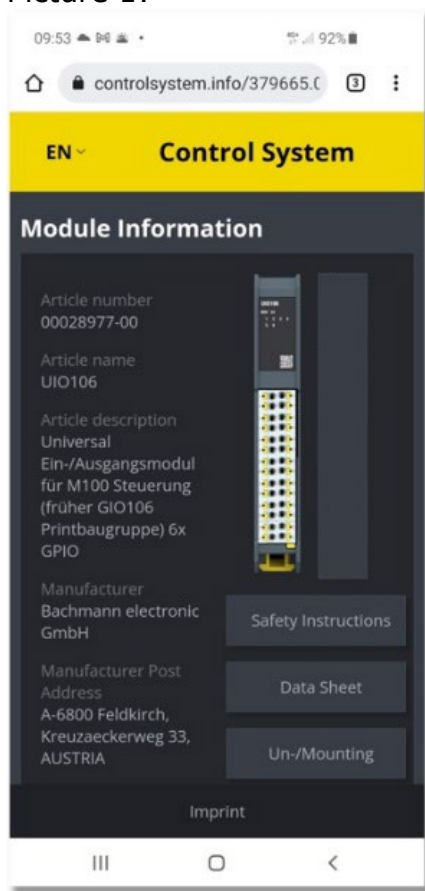 09:53
92%
controlsystem.info/379665.0
3
EN
Control System
Module Information
Article number
00028977-00
Article name
UIO106
Article description
Universal
Ein-/Ausgangsmodul
für M100 Steuerung
(früher GIO106
Printbaugruppe) 6x
GPIO
Manufacturer
Bachmann electronic
GmbH
Manufacturer Post
Address
A-6800 Feldkirch,
Kreuzaeckerweg 33,
AUSTRIA
UIO106
Safety Instructions
Data Sheet
Un-/Mounting
Imprint